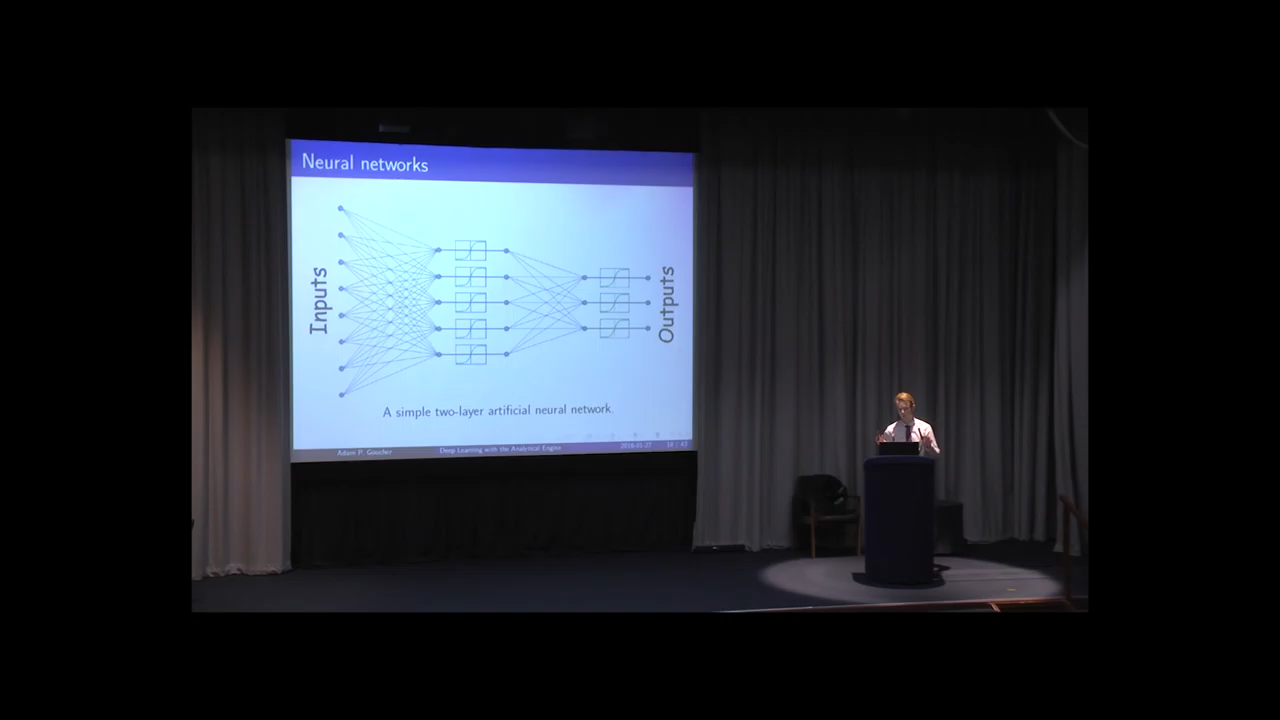 Neural networks
Inputs
Outputs
A simple two-layer artificial neural network.
Adam P. Goucher
Deep Learning with the Analytical Engine
2016-01-27